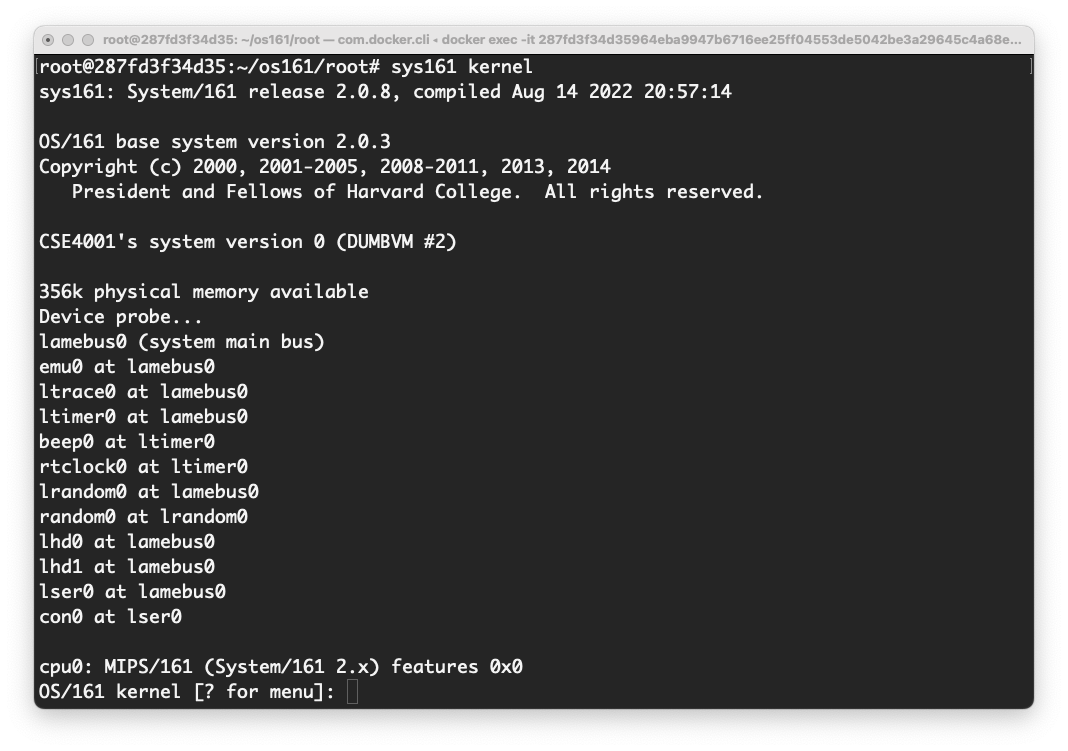 root@287fd3f34d35: ~/os161/root — com.docker.cli ◂ docker exec -it 287fd3f34d35964eba9947b6716ee25ff04553de5042be3a29645c4a68e...
[root@287fd3f34d35:~/os161/root# sys161 kernel ]
sys161: System/161 release 2.0.8, compiled Aug 14 2022 20:57:14
OS/161 base system version 2.0.3
Copyright (c) 2000, 2001-2005, 2008-2011, 2013, 2014
President and Fellows of Harvard College.  All rights reserved.
CSE4001's system version 0 (DUMBVM #2)
356k physical memory available
Device probe...
lamebus0 (system main bus)
emu0 at lamebus0
ltrace0 at lamebus0
ltimer0 at lamebus0
beep0 at ltimer0
rtclock0 at ltimer0
lrandom0 at lamebus0
random0 at lrandom0
lhd0 at lamebus0
lhd1 at lamebus0
lser0 at lamebus0
con0 at lser0
cpu0: MIPS/161 (System/161 2.x) features 0x0
OS/161 kernel [? for menu]: